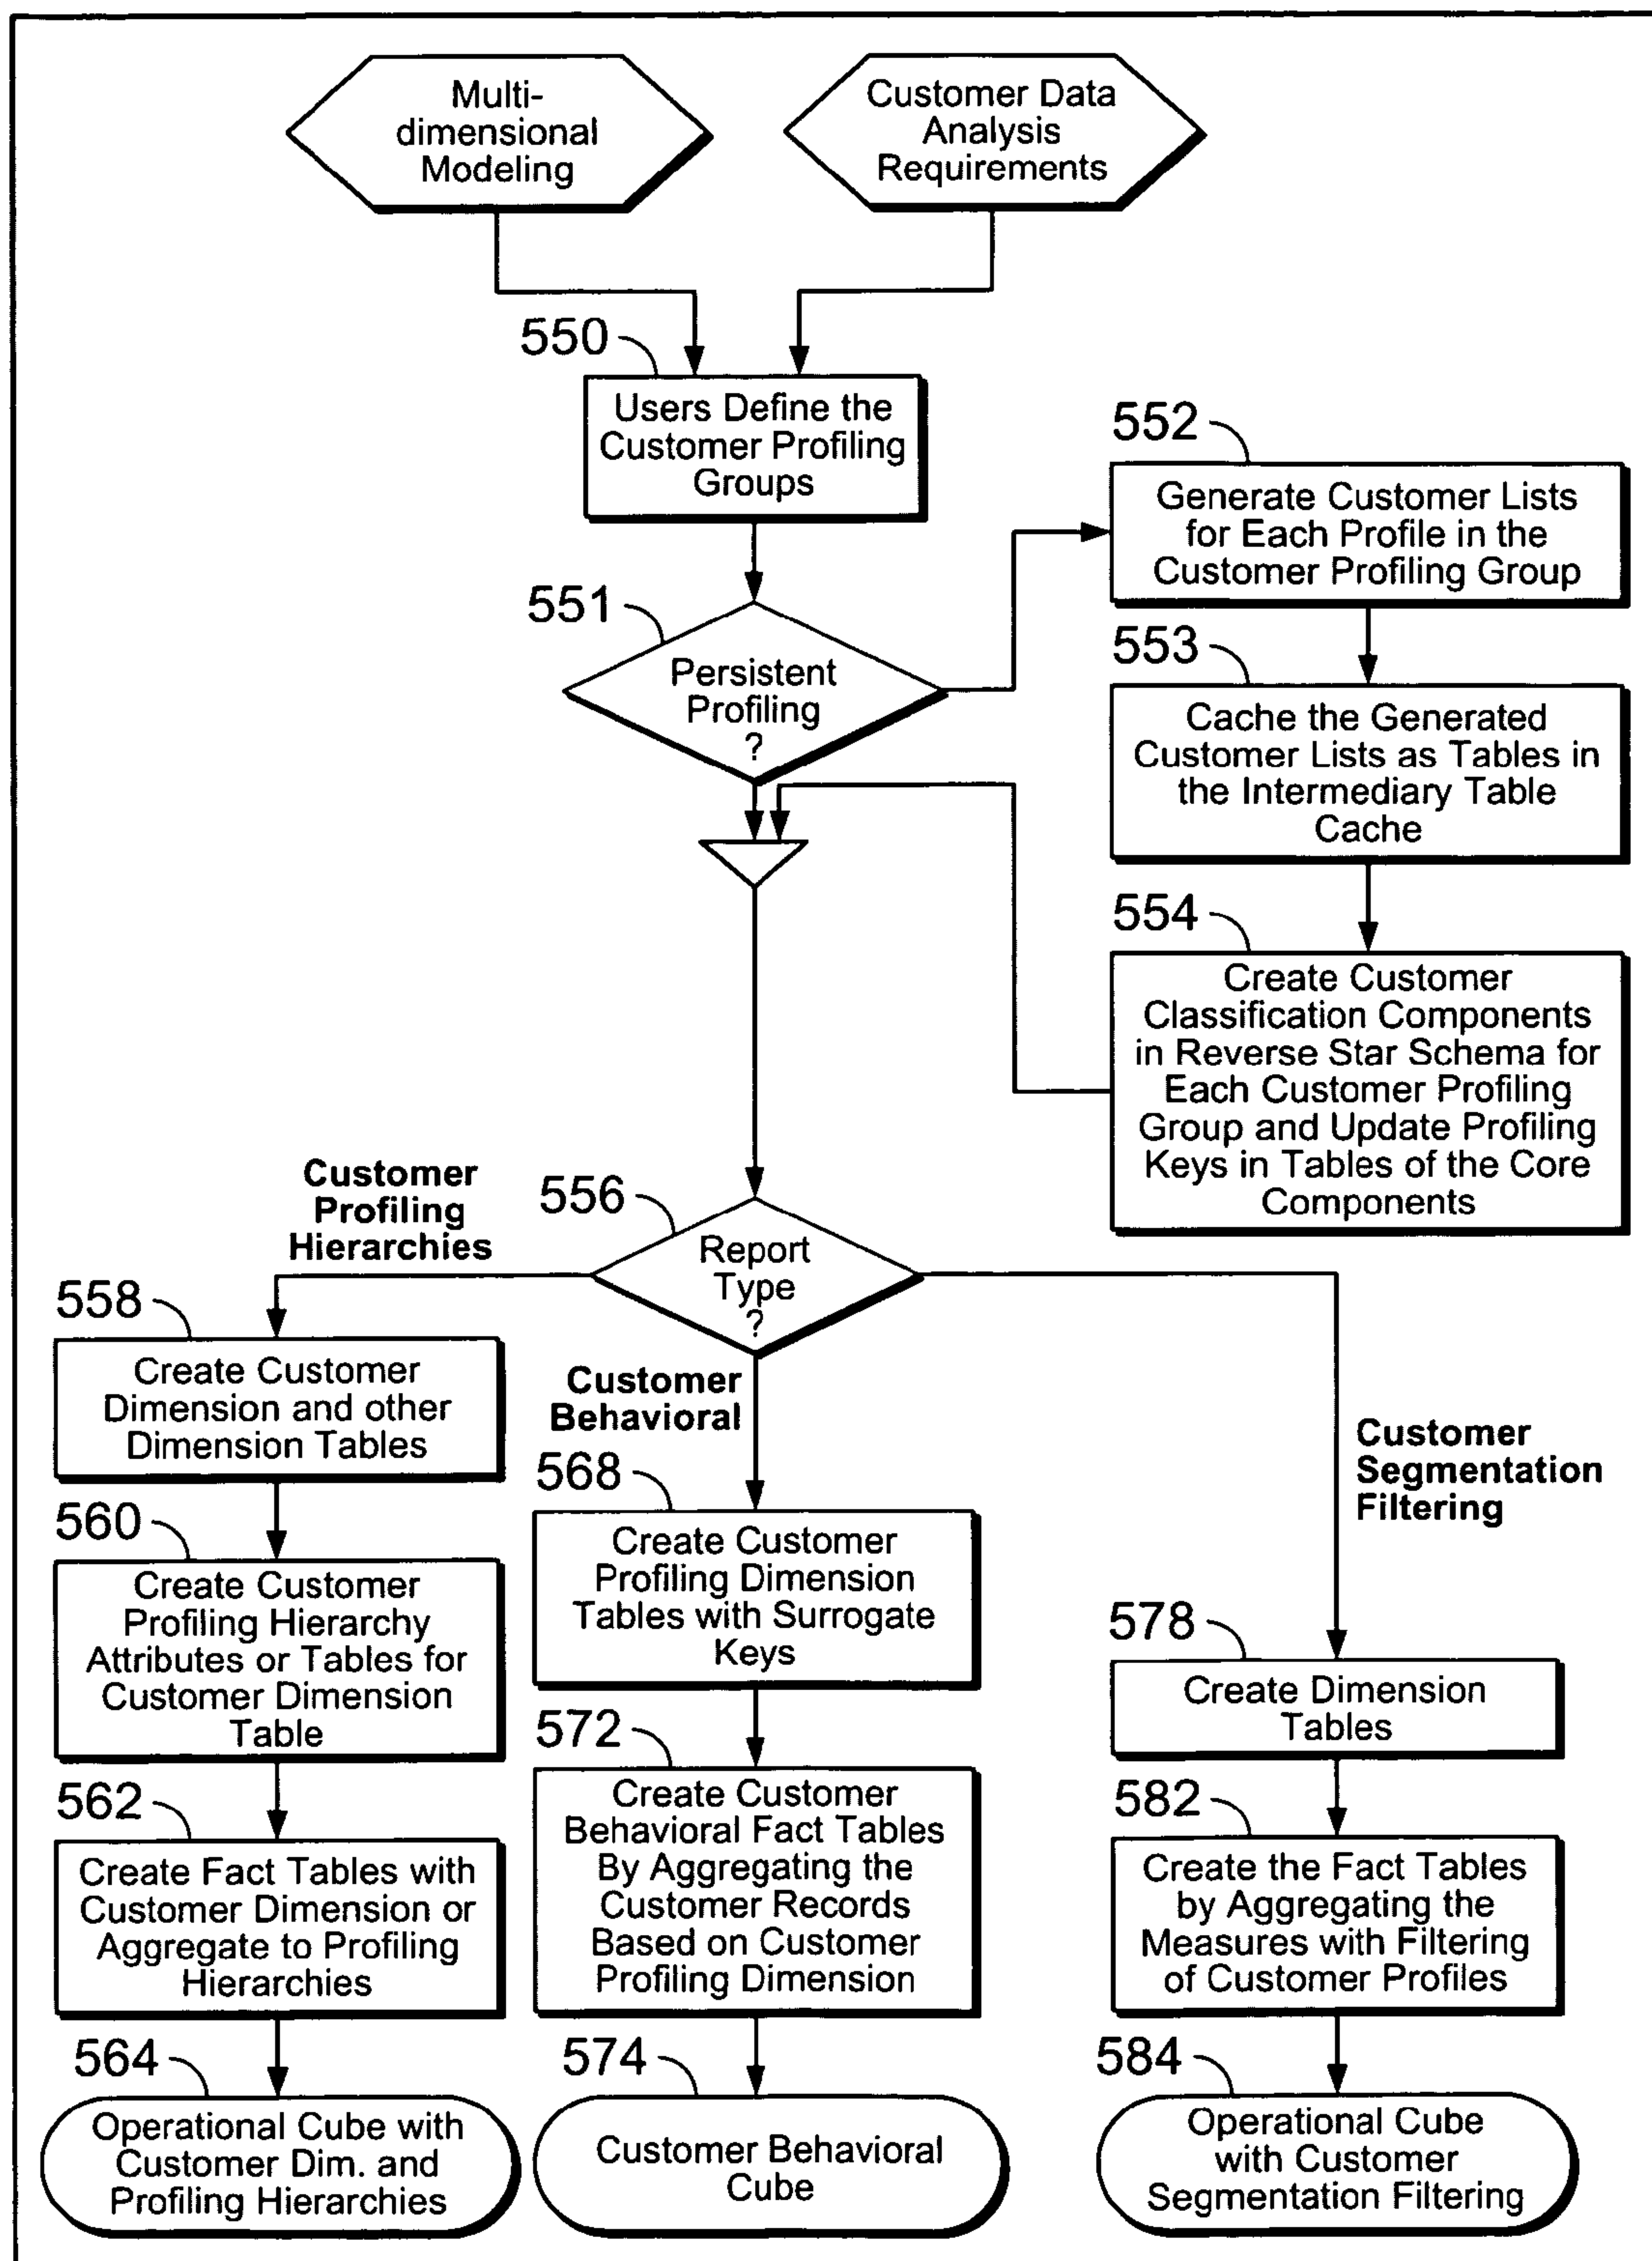 Multi-
dimensional
Modeling
Customer Data
Analysis
Requirements
550
Users Define the
Customer Profiling
Groups
551
Persistent
Profiling
?
552
Generate Customer Lists
for Each Profile in the
Customer Profiling Group
553
Cache the Generated
Customer Lists as Tables in
the Intermediary Table
Cache
554
Create Customer
Classification Components
in Reverse Star Schema for
Each Customer Profiling
Group and Update Profiling
Keys in Tables of the Core
Components
556
Report
Type
?
Customer
Profiling
Hierarchies
558
Create Customer
Dimension and other
Dimension Tables
560
Create Customer
Profiling Hierarchy
Attributes or Tables for
Customer Dimension
Table
562
Create Fact Tables with
Customer Dimension or
Aggregate to Profiling
Hierarchies
564
Operational Cube with
Customer Dim. and
Profiling Hierarchies
Customer
Behavioral
568
Create Customer
Profiling Dimension
Tables with Surrogate
Keys
572
Create Customer
Behavioral Fact Tables
By Aggregating the
Customer Records
Based on Customer
Profiling Dimension
574
Customer Behavioral
Cube
Customer
Segmentation
Filtering
578
Create Dimension
Tables
582
Create the Fact Tables
by Aggregating the
Measures with Filtering
of Customer Profiles
584
Operational Cube
with Customer
Segmentation Filtering